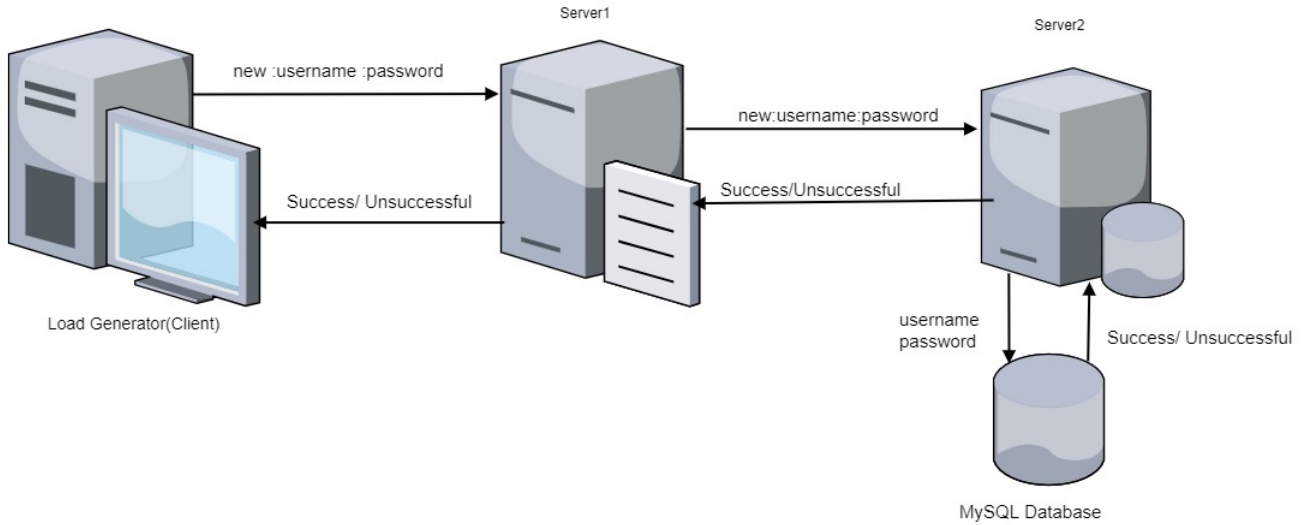 Server1
Server2
new :username :password
new:username:password
Success/ Unsuccessful
Success/Unsuccessful
Load Generator(Client)
username
password
Success/ Unsuccessful
MySQL Database